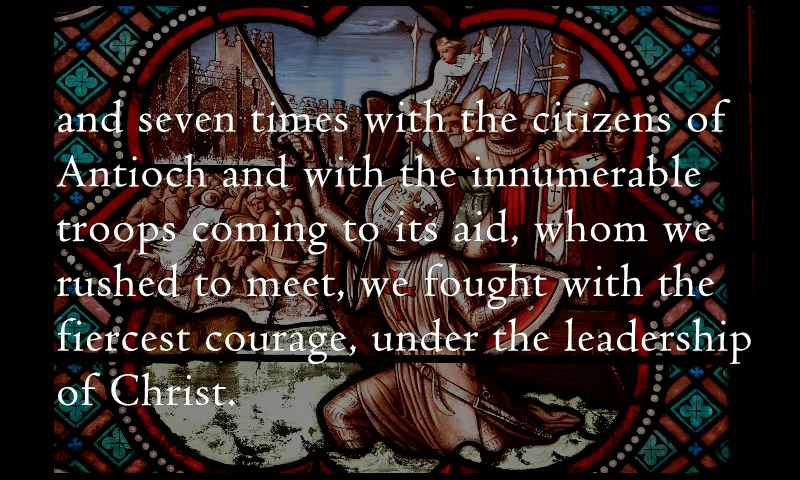 and seven times with the citizens of
Antioch and with the innumerable
troops coming to its aid, whom we
rushed to meet, we fought with the
fiercest courage, under the leadership
of Christ.